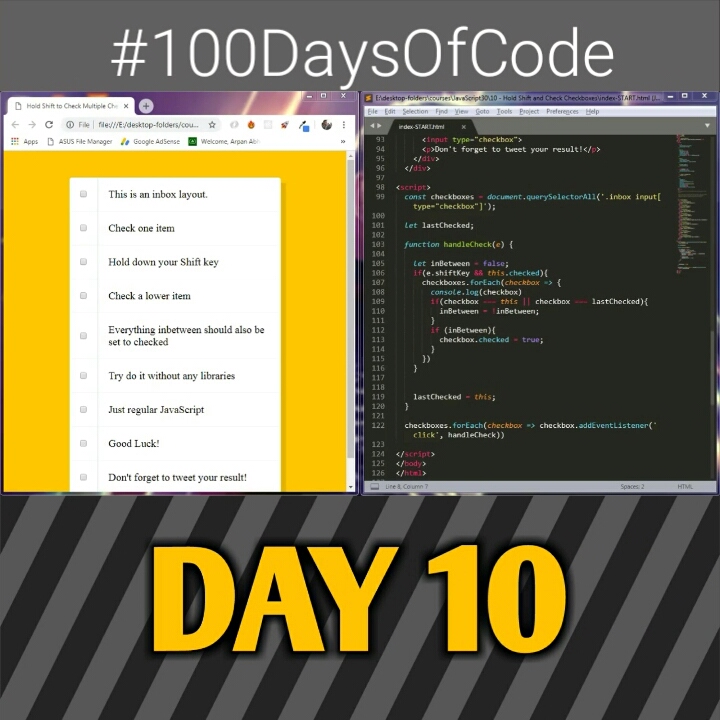 #100DaysOfCode
Hold Shift to Check Multiple Che
File | file:///E:/desktop-folders/cou...
Apps ASUS File Manager Google AdSense Welcome, Arpan Abh
This is an inbox layout.
Check one item
Hold down your Shift key
Check a lower item
Everything inbetween should also be
set to checked
Try do it without any libraries
Just regular JavaScript
Good Luck!
Don't forget to tweet your result!
E:\desktop-folders\courses\JavaScript30\10 - Hold Shift and Check Checkboxes\index-START.html (J...
File Edit Selection Find View Goto Tools Project Preferences Help
index-START.html
93 <input type="checkbox">
94 <p>Don't forget to tweet your result!</p>
95 </div>
96 </div>
97
98 <script>
99 const checkboxes = document.querySelectorAll('.inbox input[
type="checkbox"]');
100
101 let lastChecked;
102
103 function handleCheck(e) {
104
105 let inBetween = false;
106 if(e.shiftKey && this.checked){
107 checkboxes.forEach(checkbox => {
108 console.log(checkbox)
109 if(checkbox === this || checkbox === lastChecked){
110 inBetween = !inBetween;
111 }
112 if (inBetween){
113 checkbox.checked = true;
114 }
115 })
116 }
117
118
119 lastChecked = this;
120 }
121
122 checkboxes.forEach(checkbox => checkbox.addEventListener('
click', handleCheck))
123
124 </script>
125 </body>
126 </html>
Line 8, Column 7 Spaces: 2 HTML
DAY 10